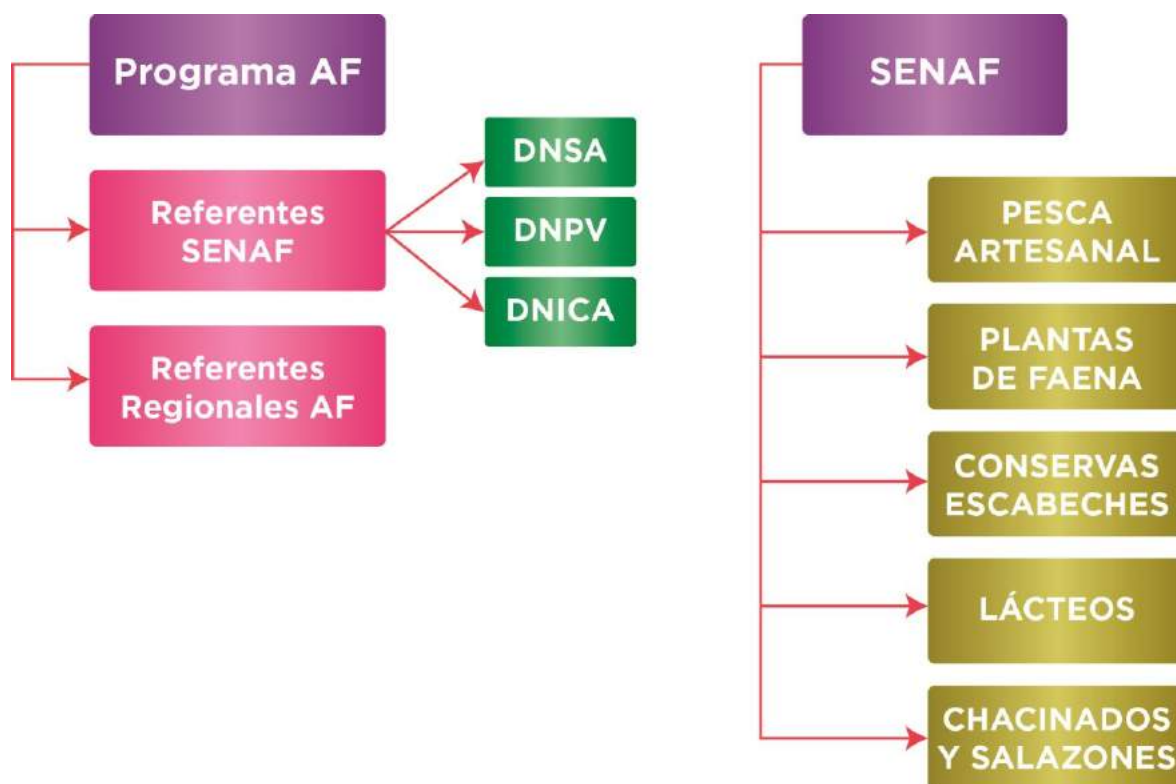 Programa AF
Referentes
SENAF
Referentes
Regionales AF
DNSA
DNPV
DNICA
SENAF
PESCA
ARTESANAL
PLANTAS
DE FAENA
CONSERVAS
ESCABECHES
LÁCTEOS
CHACINADOS
Y SALAZONES